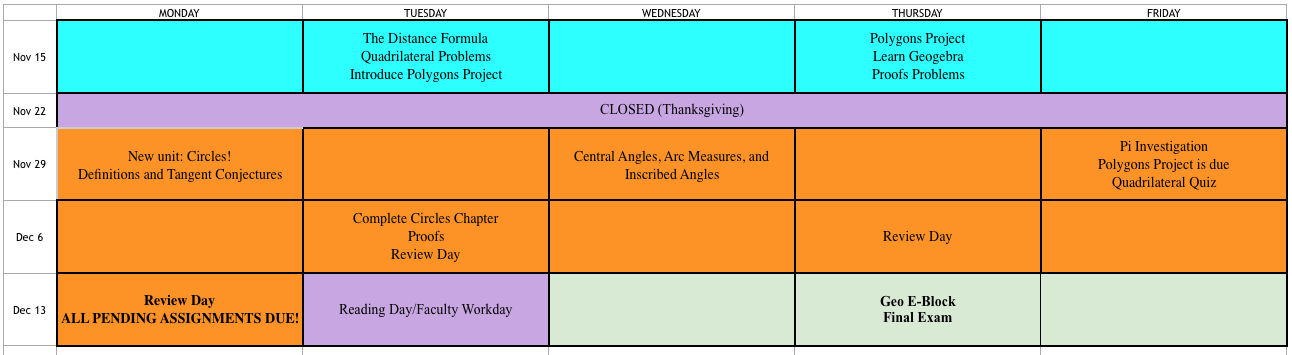 MONDAY TUESDAY WEDNESDAY THURSDAY FRIDAY
Nov 15
The Distance Formula
Quadrilateral Problems
Introduce Polygons Project
Polygons Project
Learn Geogebra
Proofs Problems
Nov 22
CLOSED (Thanksgiving)
Nov 29
New unit: Circles!
Definitions and Tangent Conjectures
Central Angles, Arc Measures, and
Inscribed Angles
Pi Investigation
Polygons Project is due
Quadrilateral Quiz
Dec 6
Complete Circles Chapter
Proofs
Review Day
Review Day
Dec 13
Review Day
ALL PENDING ASSIGNMENTS DUE!
Reading Day/Faculty Workday
Geo E-Block
Final Exam